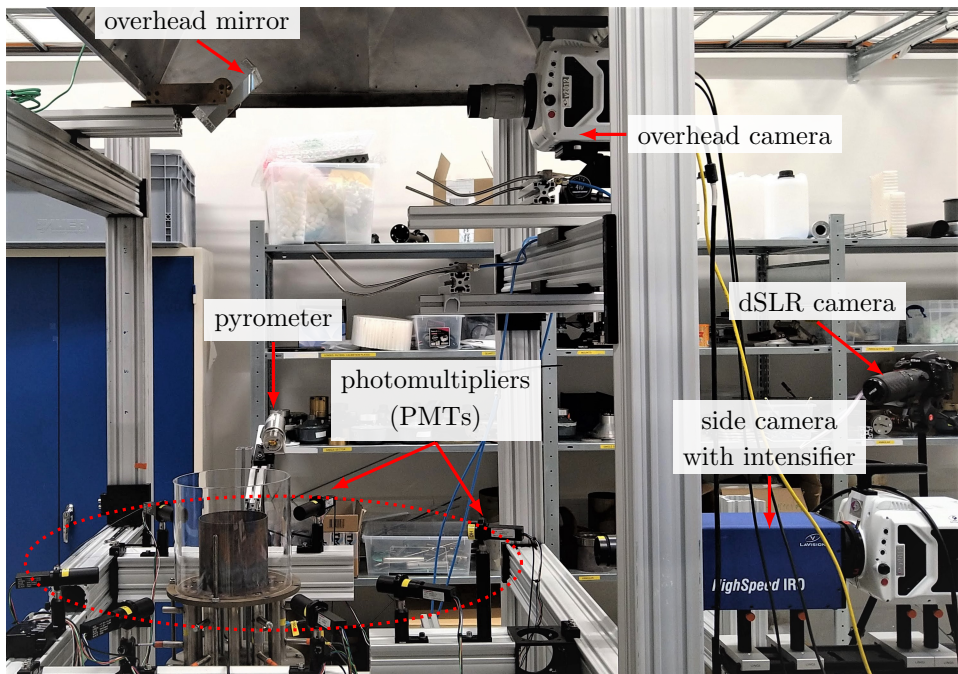 overhead mirror
overhead camera
dSLR camera
pyrometer
photomultipliers
(PMTs)
side camera
with intensifier
LaVision
HighSpeed IRO